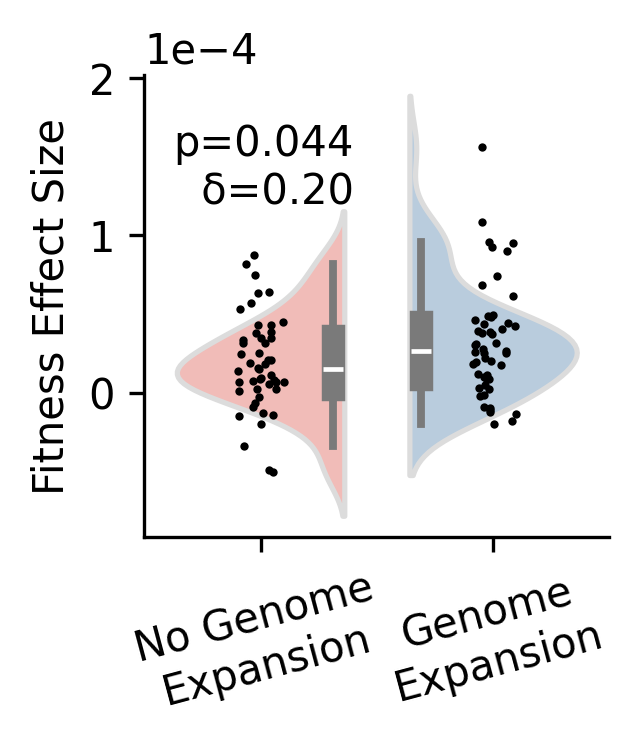 1e−4
2
1
0
Fitness Effect Size
p=0.044
δ=0.20
No Genome
Expansion
Genome
Expansion